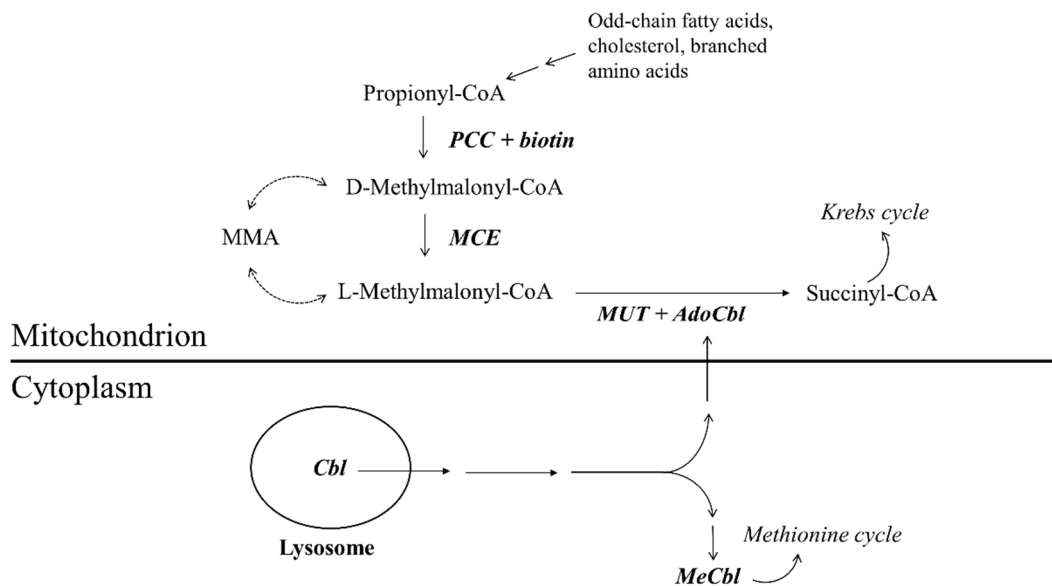 Odd-chain fatty acids,
cholesterol, branched
amino acids
Propionyl-CoA
PCC + biotin
D-Methylmalonyl-CoA
Krebs cycle
MMA
MCE
L-Methylmalonyl-CoA
Succinyl-CoA
MUT + AdoCbl
Mitochondrion
Cytoplasm
Cbl
Lysosome
Methionine cycle
MeCbl